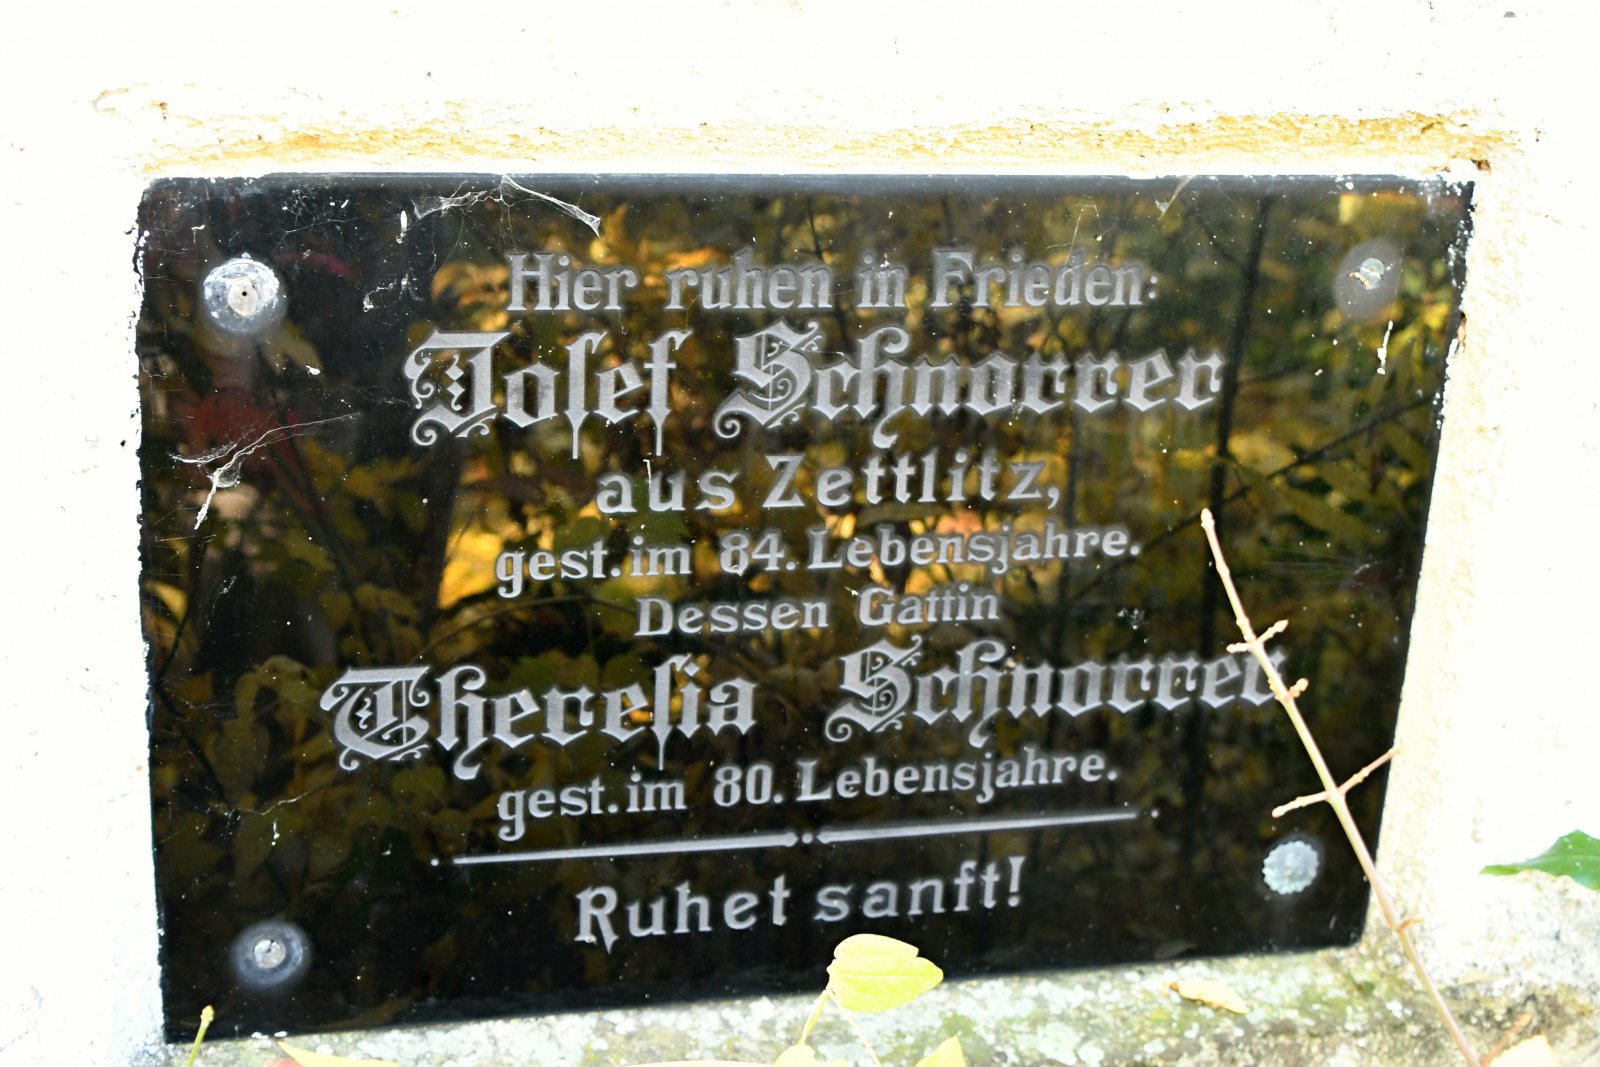 Hier ruhen in Frieden:
Joſef Schnorrer
aus Zettlitz,
gest. im 84. Lebensjahre.
Dessen Gattin
Thereſia Schnorrer
gest. im 80. Lebensjahre.
Ruhet sanft!